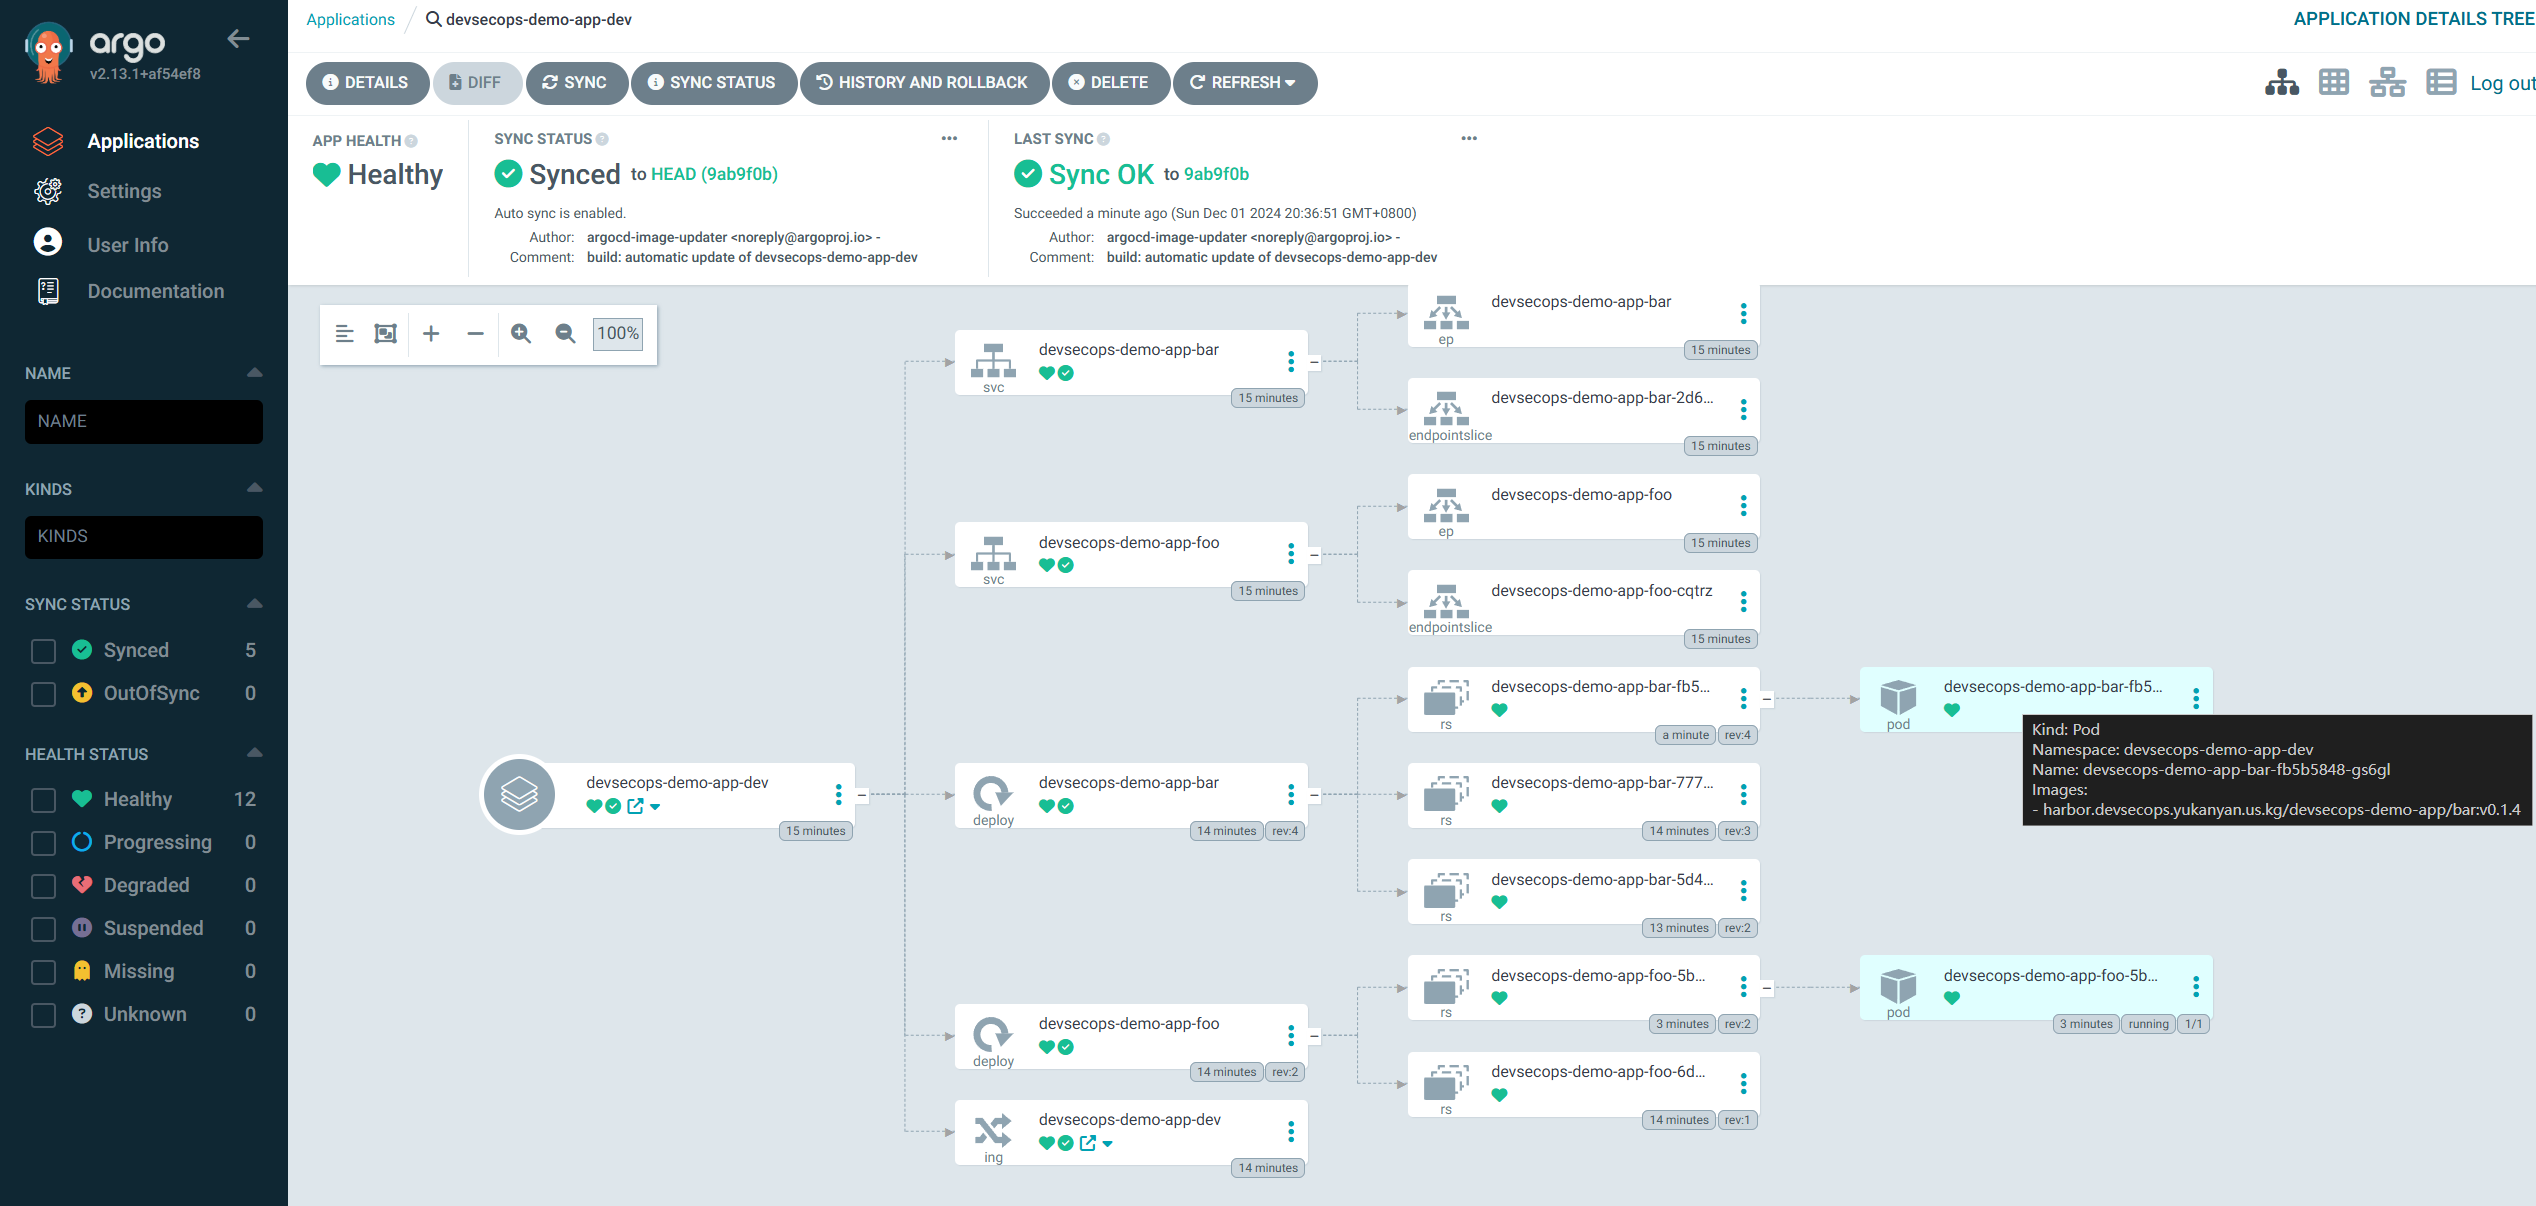 argo
v2.13.1+af54ef8
Applications
Settings
User Info
Documentation
NAME
NAME
KINDS
KINDS
SYNC STATUS
Synced 5
OutOfSync 0
HEALTH STATUS
Healthy 12
Progressing 0
Degraded 0
Suspended 0
Missing 0
Unknown 0
Applications / devsecops-demo-app-dev
APPLICATION DETAILS TREE
DETAILS DIFF SYNC SYNC STATUS HISTORY AND ROLLBACK DELETE REFRESH
Log out
APP HEALTH
Healthy
SYNC STATUS
Synced to HEAD (9ab9f0b)
Auto sync is enabled.
Author: argocd-image-updater <noreply@argoproj.io> -
Comment: build: automatic update of devsecops-demo-app-dev
LAST SYNC
Sync OK to 9ab9f0b
Succeeded a minute ago (Sun Dec 01 2024 20:36:51 GMT+0800)
Author: argocd-image-updater <noreply@argoproj.io> -
Comment: build: automatic update of devsecops-demo-app-dev
100%
devsecops-demo-app-dev
15 minutes
devsecops-demo-app-bar
svc
15 minutes
devsecops-demo-app-foo
svc
15 minutes
devsecops-demo-app-bar
deploy
14 minutes rev:4
devsecops-demo-app-foo
deploy
14 minutes rev:2
devsecops-demo-app-dev
ing
14 minutes
devsecops-demo-app-bar
ep
15 minutes
devsecops-demo-app-bar-2d6...
endpointslice
15 minutes
devsecops-demo-app-foo
ep
15 minutes
devsecops-demo-app-foo-cqtrz
endpointslice
15 minutes
devsecops-demo-app-bar-fb5...
rs
a minute rev:4
devsecops-demo-app-bar-777...
rs
14 minutes rev:3
devsecops-demo-app-bar-5d4...
rs
13 minutes rev:2
devsecops-demo-app-foo-5b...
rs
3 minutes rev:2
devsecops-demo-app-foo-6d...
rs
14 minutes rev:1
devsecops-demo-app-bar-fb5...
pod
Kind: Pod
Namespace: devsecops-demo-app-dev
Name: devsecops-demo-app-bar-fb5b5848-gs6gl
Images:
- harbor.devsecops.yukanyan.us.kg/devsecops-demo-app/bar:v0.1.4
devsecops-demo-app-foo-5b...
pod
3 minutes running 1/1